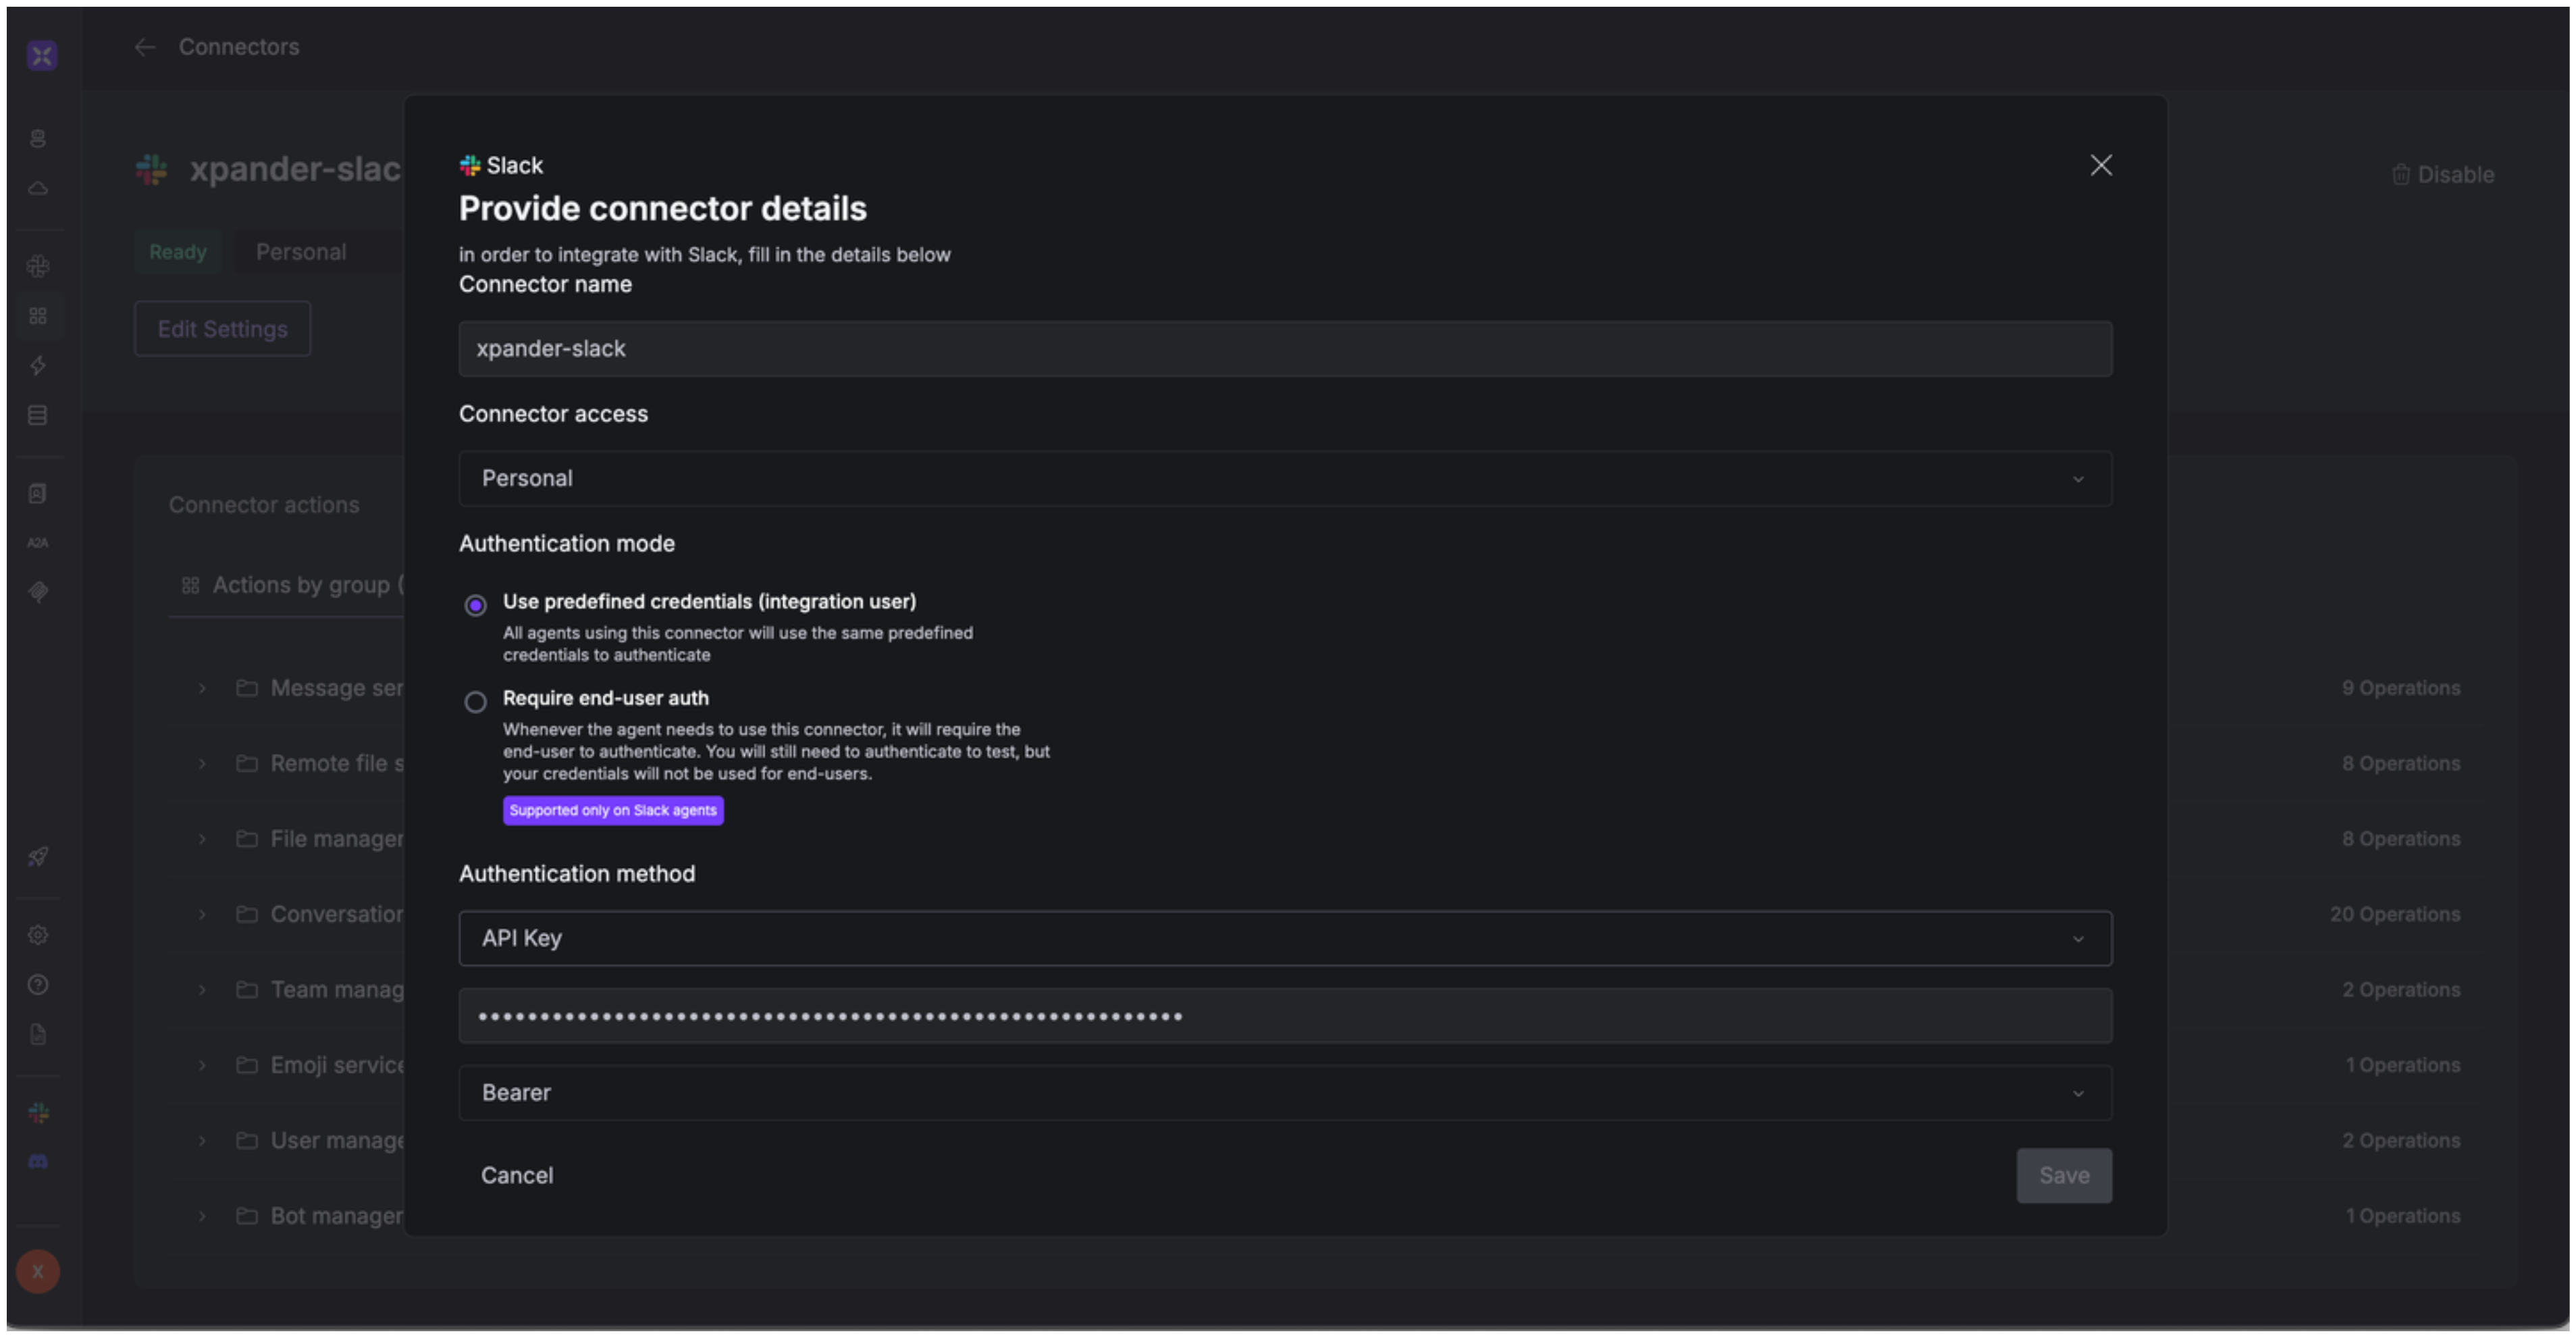 Connectors
xpander-slac
Disable
Ready
Personal
Edit Settings
Connector actions
Actions by group (
Message ser
9 Operations
Remote file s
8 Operations
File manager
8 Operations
Conversation
20 Operations
Team manag
2 Operations
Emoji service
1 Operations
User manage
2 Operations
Bot manager
1 Operations
A2A
X
Slack
Provide connector details
in order to integrate with Slack, fill in the details below
Connector name
xpander-slack
Connector access
Personal
Authentication mode
Use predefined credentials (integration user)
All agents using this connector will use the same predefined
credentials to authenticate
Require end-user auth
Whenever the agent needs to use this connector, it will require the
end-user to authenticate. You will still need to authenticate to test, but
your credentials will not be used for end-users.
Supported only on Slack agents
Authentication method
API Key
Bearer
Cancel
Save